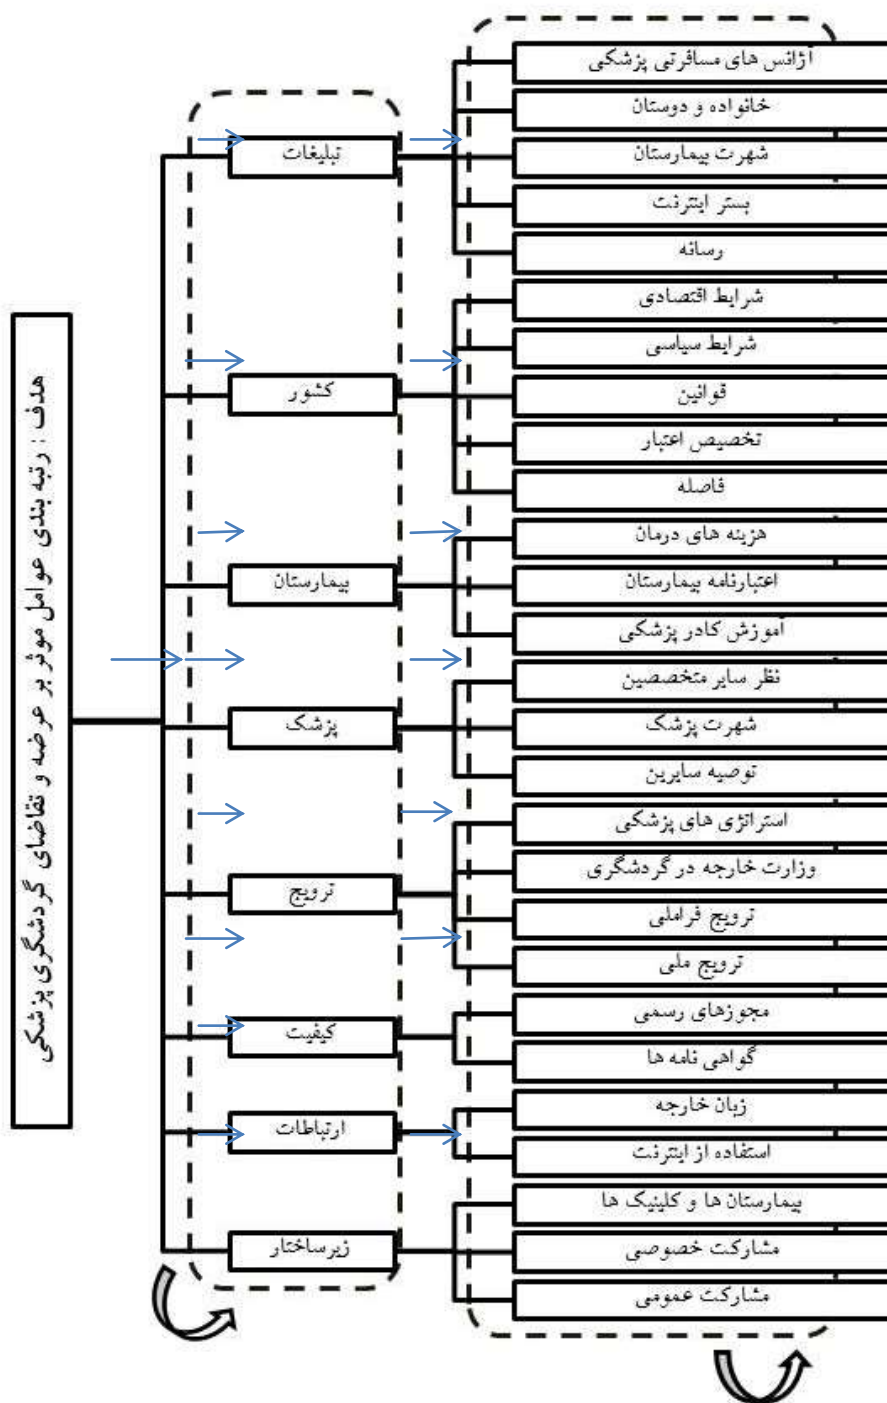 هدف : رتبه بندی عوامل موثر بر عرضه و تقاضای گردشگری پزشکی
تبلیغات
آژانس های مسافرتی پزشکی
خانواده و دوستان
شهرت بیمارستان
بستر اینترنت
رسانه
کشور
شرایط اقتصادی
شرایط سیاسی
قوانین
تخصیص اعتبار
فاصله
بیمارستان
هزینه های درمان
اعتبارنامه بیمارستان
آموزش کادر پزشکی
پزشک
نظر سایر متخصصین
شهرت پزشک
توصیه سایرین
ترویج
استراتژی های پزشکی
وزارت خارجه در گردشگری
ترویج فراملی
ترویج ملی
کیفیت
مجوزهای رسمی
گواهی نامه ها
ارتباطات
زبان خارجه
استفاده از اینترنت
زیرساختار
بیمارستان ها و کلینیک ها
مشارکت خصوصی
مشارکت عمومی